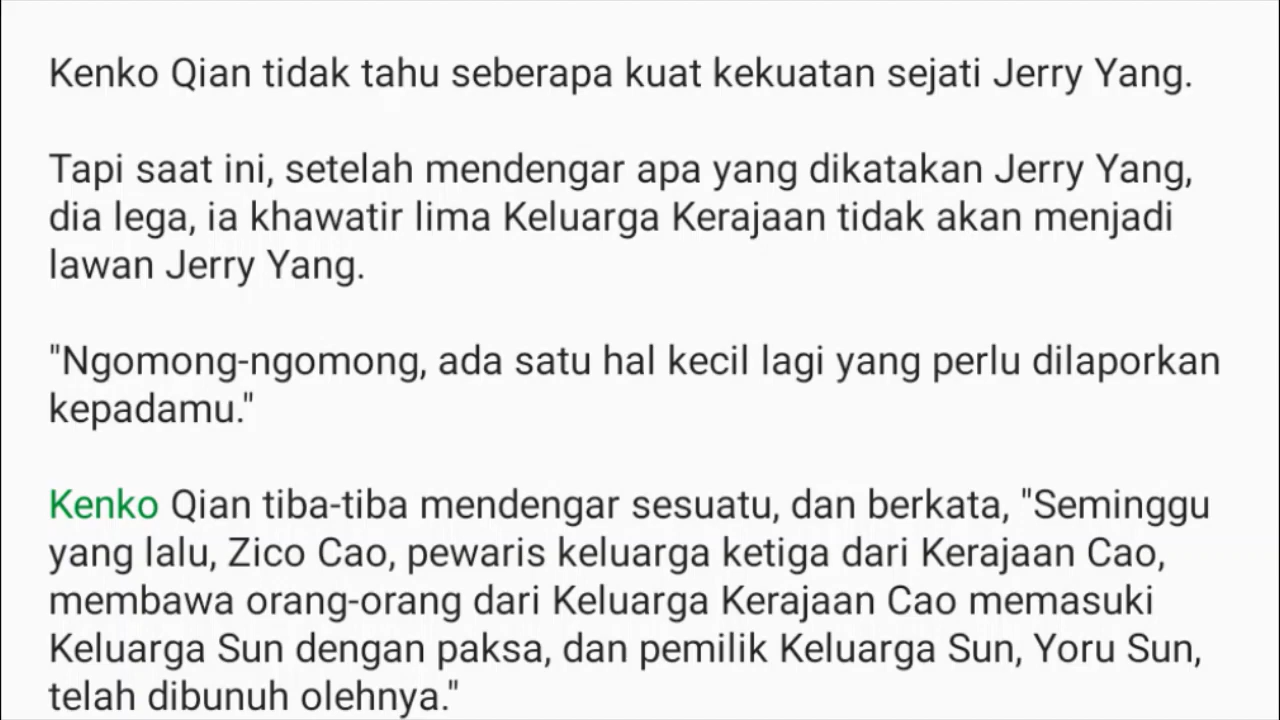 Kenko Qian tidak tahu seberapa kuat kekuatan sejati Jerry Yang.
Tapi saat ini, setelah mendengar apa yang dikatakan Jerry Yang,
dia lega, ia khawatir lima Keluarga Kerajaan tidak akan menjadi
lawan Jerry Yang.
"Ngomong-ngomong, ada satu hal kecil lagi yang perlu dilaporkan
kepadamu."
Kenko Qian tiba-tiba mendengar sesuatu, dan berkata, "Seminggu
yang lalu, Zico Cao, pewaris keluarga ketiga dari Kerajaan Cao,
membawa orang-orang dari Keluarga Kerajaan Cao memasuki
Keluarga Sun dengan paksa, dan pemilik Keluarga Sun, Yoru Sun,
telah dibunuh olehnya."